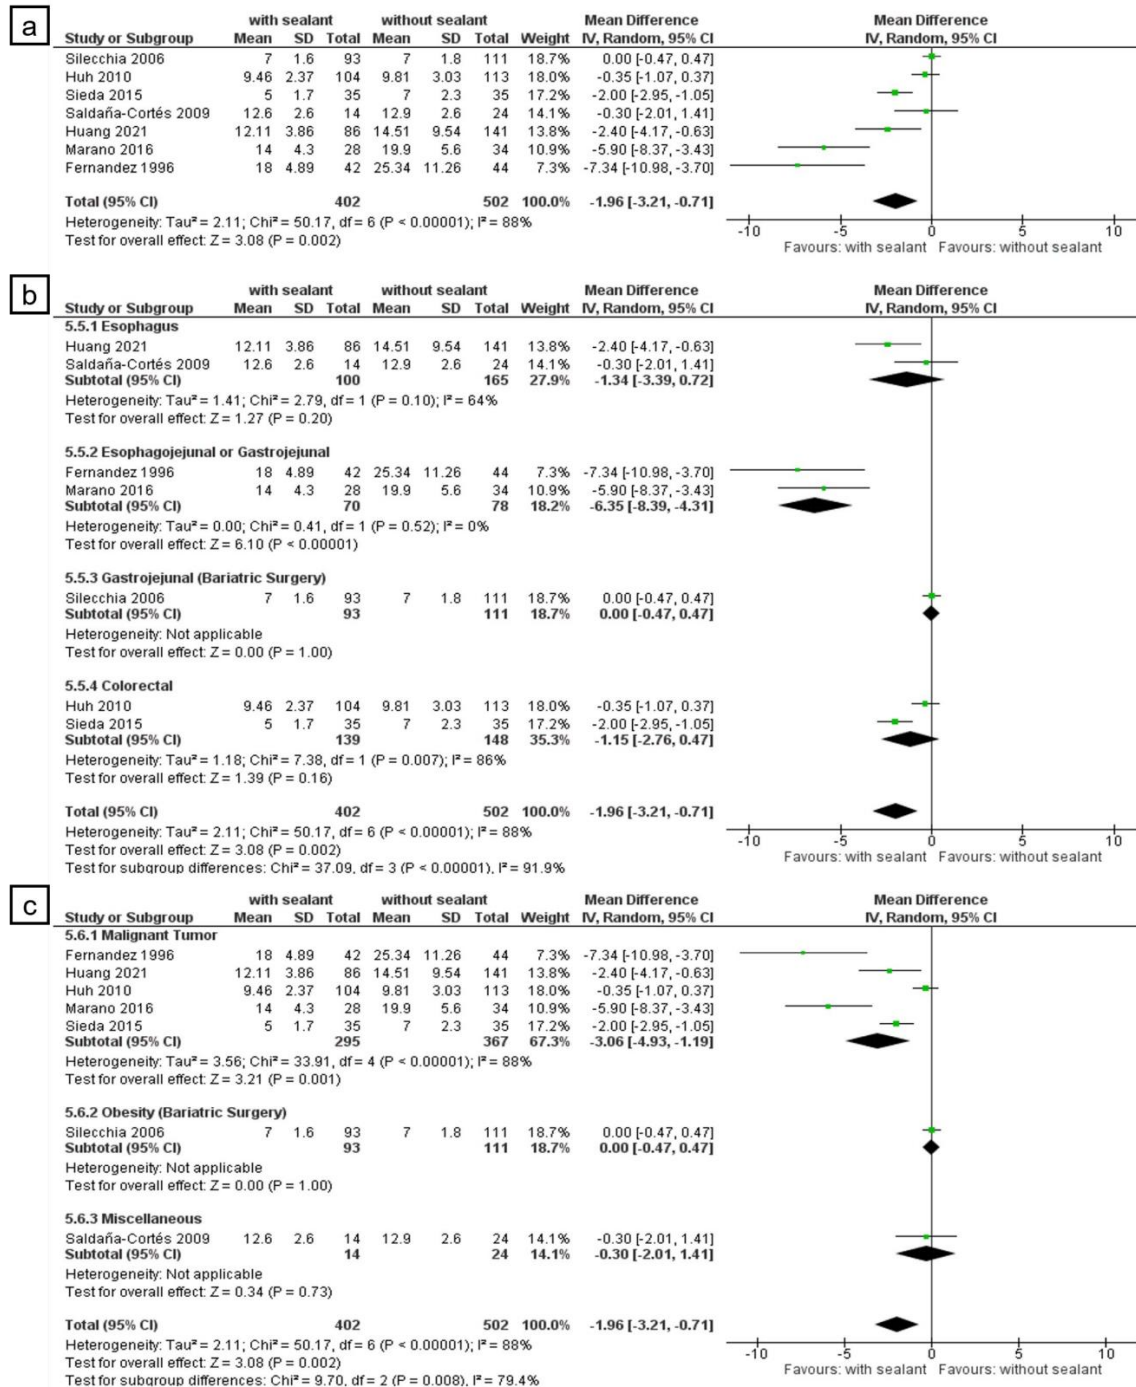 a
with sealant without sealant Mean Difference Mean Difference
Study or Subgroup Mean SD Total Mean SD Total Weight IV, Random, 95% CI IV, Random, 95% CI
Silecchia 2006 7 1.6 93 7 1.8 111 18.7% 0.00 [-0.47, 0.47]
Huh 2010 9.46 2.37 104 9.81 3.03 113 18.0% -0.35 [-1.07, 0.37]
Sieda 2015 5 1.7 35 7 2.3 35 17.2% -2.00 [-2.95, -1.05]
Saldaña-Cortés 2009 12.6 2.6 14 12.9 2.6 24 14.1% -0.30 [-2.01, 1.41]
Huang 2021 12.11 3.86 86 14.51 9.54 141 13.8% -2.40 [-4.17, -0.63]
Marano 2016 14 4.3 28 19.9 5.6 34 10.9% -5.90 [-8.37, -3.43]
Fernandez 1996 18 4.89 42 25.34 11.26 44 7.3% -7.34 [-10.98, -3.70]
Total (95% CI) 402 502 100.0% -1.96 [-3.21, -0.71]
Heterogeneity: Tau² = 2.11; Chi² = 50.17, df = 6 (P < 0.00001); I² = 88%
Test for overall effect: Z = 3.08 (P = 0.002)
-10 -5 0 5 10
Favours: with sealant Favours: without sealant
b
with sealant without sealant Mean Difference Mean Difference
Study or Subgroup Mean SD Total Mean SD Total Weight IV, Random, 95% CI IV, Random, 95% CI
5.5.1 Esophagus
Huang 2021 12.11 3.86 86 14.51 9.54 141 13.8% -2.40 [-4.17, -0.63]
Saldaña-Cortés 2009 12.6 2.6 14 12.9 2.6 24 14.1% -0.30 [-2.01, 1.41]
Subtotal (95% CI) 100 165 27.9% -1.34 [-3.39, 0.72]
Heterogeneity: Tau² = 1.41; Chi² = 2.79, df = 1 (P = 0.10); I² = 64%
Test for overall effect: Z = 1.27 (P = 0.20)
5.5.2 Esophagojejunal or Gastrojejunal
Fernandez 1996 18 4.89 42 25.34 11.26 44 7.3% -7.34 [-10.98, -3.70]
Marano 2016 14 4.3 28 19.9 5.6 34 10.9% -5.90 [-8.37, -3.43]
Subtotal (95% CI) 70 78 18.2% -6.35 [-8.39, -4.31]
Heterogeneity: Tau² = 0.00; Chi² = 0.41, df = 1 (P = 0.52); I² = 0%
Test for overall effect: Z = 6.10 (P < 0.00001)
5.5.3 Gastrojejunal (Bariatric Surgery)
Silecchia 2006 7 1.6 93 7 1.8 111 18.7% 0.00 [-0.47, 0.47]
Subtotal (95% CI) 93 111 18.7% 0.00 [-0.47, 0.47]
Heterogeneity: Not applicable
Test for overall effect: Z = 0.00 (P = 1.00)
5.5.4 Colorectal
Huh 2010 9.46 2.37 104 9.81 3.03 113 18.0% -0.35 [-1.07, 0.37]
Sieda 2015 5 1.7 35 7 2.3 35 17.2% -2.00 [-2.95, -1.05]
Subtotal (95% CI) 139 148 35.3% -1.15 [-2.76, 0.47]
Heterogeneity: Tau² = 1.18; Chi² = 7.38, df = 1 (P = 0.007); I² = 86%
Test for overall effect: Z = 1.39 (P = 0.16)
Total (95% CI) 402 502 100.0% -1.96 [-3.21, -0.71]
Heterogeneity: Tau² = 2.11; Chi² = 50.17, df = 6 (P < 0.00001); I² = 88%
Test for overall effect: Z = 3.08 (P = 0.002)
Test for subgroup differences: Chi² = 37.09, df = 3 (P < 0.00001), I² = 91.9%
-10 -5 0 5 10
Favours: with sealant Favours: without sealant
c
with sealant without sealant Mean Difference Mean Difference
Study or Subgroup Mean SD Total Mean SD Total Weight IV, Random, 95% CI IV, Random, 95% CI
5.6.1 Malignant Tumor
Fernandez 1996 18 4.89 42 25.34 11.26 44 7.3% -7.34 [-10.98, -3.70]
Huang 2021 12.11 3.86 86 14.51 9.54 141 13.8% -2.40 [-4.17, -0.63]
Huh 2010 9.46 2.37 104 9.81 3.03 113 18.0% -0.35 [-1.07, 0.37]
Marano 2016 14 4.3 28 19.9 5.6 34 10.9% -5.90 [-8.37, -3.43]
Sieda 2015 5 1.7 35 7 2.3 35 17.2% -2.00 [-2.95, -1.05]
Subtotal (95% CI) 295 367 67.3% -3.06 [-4.93, -1.19]
Heterogeneity: Tau² = 3.56; Chi² = 33.91, df = 4 (P < 0.00001); I² = 88%
Test for overall effect: Z = 3.21 (P = 0.001)
5.6.2 Obesity (Bariatric Surgery)
Silecchia 2006 7 1.6 93 7 1.8 111 18.7% 0.00 [-0.47, 0.47]
Subtotal (95% CI) 93 111 18.7% 0.00 [-0.47, 0.47]
Heterogeneity: Not applicable
Test for overall effect: Z = 0.00 (P = 1.00)
5.6.3 Miscellaneous
Saldaña-Cortés 2009 12.6 2.6 14 12.9 2.6 24 14.1% -0.30 [-2.01, 1.41]
Subtotal (95% CI) 14 24 14.1% -0.30 [-2.01, 1.41]
Heterogeneity: Not applicable
Test for overall effect: Z = 0.34 (P = 0.73)
Total (95% CI) 402 502 100.0% -1.96 [-3.21, -0.71]
Heterogeneity: Tau² = 2.11; Chi² = 50.17, df = 6 (P < 0.00001); I² = 88%
Test for overall effect: Z = 3.08 (P = 0.002)
Test for subgroup differences: Chi² = 9.70, df = 2 (P = 0.008), I² = 79.4%
-10 -5 0 5 10
Favours: with sealant Favours: without sealant